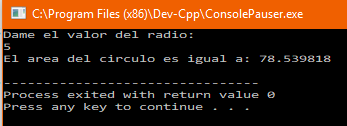 C:\Program Files (x86)\Dev-Cpp\ConsolePauser.exe
Dame el valor del radio:
5
El area del circulo es igual a: 78.539818
--------------------------------
Process exited with return value 0
Press any key to continue . . .